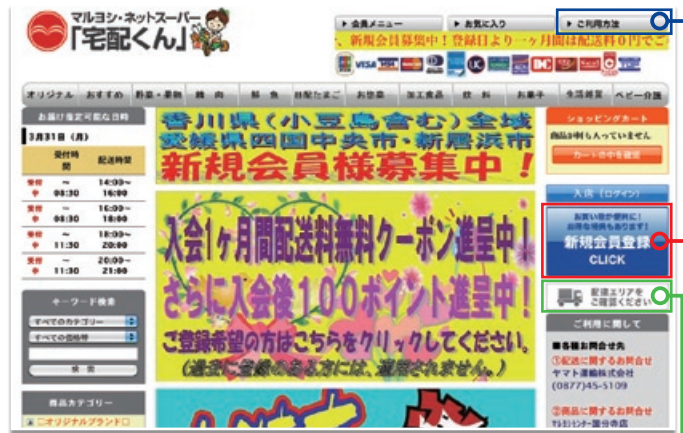 マルヨシ・ネットスーパー
「宅配くん」
会員メニュー
お気に入り
ご利用方法
、新規会員募集中！登録日より一ヶ月間は配送料0円でご
VISA
オリジナル おすすめ 野菜・果物 精肉 鮮魚 日配たまご お惣菜 加工食品 飲料 お菓子 生活雑貨 ベビー介護
お届け指定可能な日時
3月31日 (月)
受付時間 配送時間
受付中 ～08:30 14:00～16:00
受付中 ～08:30 16:00～18:00
受付中 ～11:30 18:00～20:00
受付中 ～11:30 20:00～21:00
キーワード検索
すべてのカテゴリー
すべての価格帯
検索
商品カテゴリー
□オリジナルブランド□
香川県(小豆島含む)全域
愛媛県四国中央市・新居浜市
新規会員様募集中！
入会1ヶ月間配送料無料クーポン進呈中！
さらに入会後100ポイント進呈中！
ご登録希望の方はこちらをクリックしてください。
(過去に登録のある方には、適用されません。)
ショッピングカート
商品が何も入っていません
カートの中を確認
入店 (ログイン)
お買い物が便利に！
お得な特典もあります！
新規会員登録
CLICK
配達エリアを
ご確認ください
ご利用に関して
■各種お問合せ先
①配送に関するお問合せ
ヤマト運輸株式会社
(0877)45-5109
②商品に関するお問合せ
マルヨシセンター国分寺店